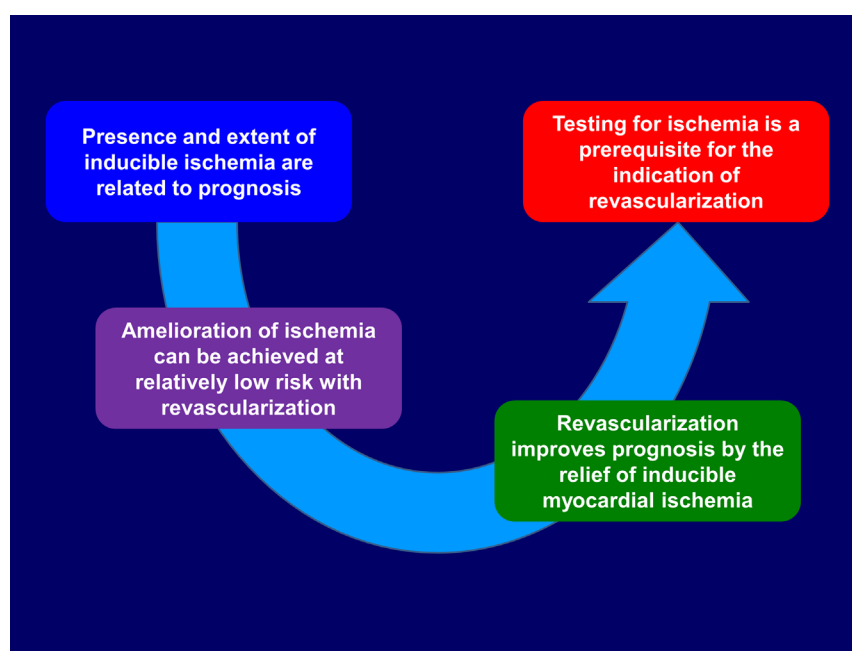 Presence and extent of
inducible ischemia are
related to prognosis
Amelioration of ischemia
can be achieved at
relatively low risk with
revascularization
Revascularization
improves prognosis by the
relief of inducible
myocardial ischemia
Testing for ischemia is a
prerequisite for the
indication of
revascularization